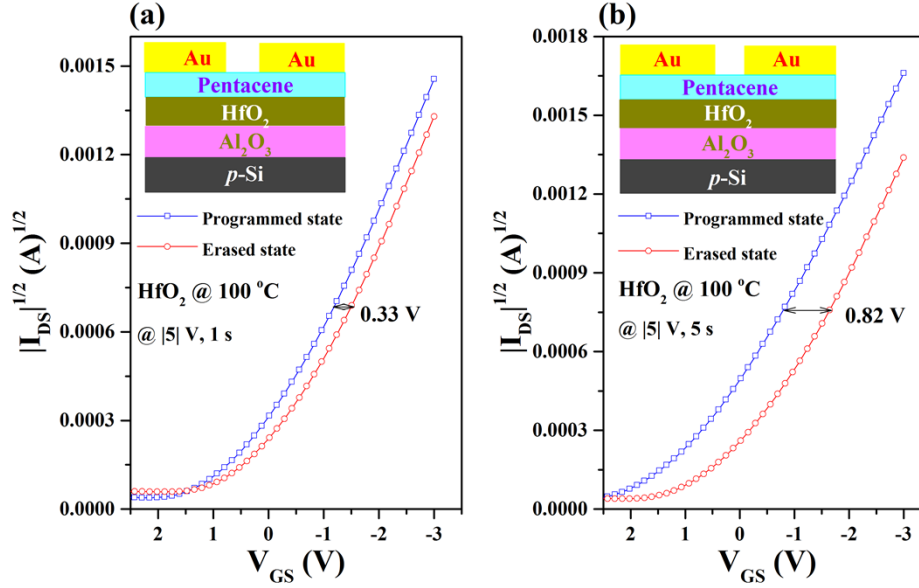 (a)
0.0015
0.0012
0.0009
0.0006
0.0003
0.0000
|I_DS|^1/2 (A)^1/2
Au Au
Pentacene
HfO₂
Al₂O₃
p-Si
Programmed state
Erased state
HfO₂ @ 100 °C
@ |5| V, 1 s
0.33 V
2 1 0 -1 -2 -3
V_GS (V)
(b)
0.0018
0.0015
0.0012
0.0009
0.0006
0.0003
0.0000
|I_DS|^1/2 (A)^1/2
Au Au
Pentacene
HfO₂
Al₂O₃
p-Si
Programmed state
Erased state
HfO₂ @ 100 °C
@ |5| V, 5 s
0.82 V
2 1 0 -1 -2 -3
V_GS (V)